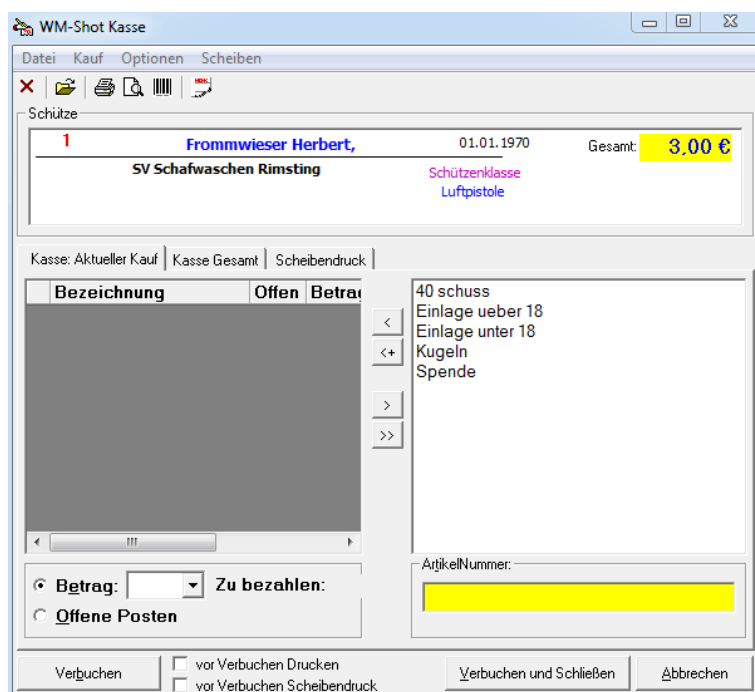 WM-Shot Kasse
Datei Kauf Optionen Scheiben
Schütze
1 Frommwieser Herbert, 01.01.1970 Gesamt: 3,00 €
SV Schafwaschen Rimsting Schützenklasse
Luftpistole
Kasse: Aktueller Kauf Kasse Gesamt Scheibendruck
Bezeichnung Offen Betrag
40 schuss
Einlage ueber 18
Einlage unter 18
Kugeln
Spende
<
<+
>
>>
ArtikelNummer:
Betrag: Zu bezahlen:
Offene Posten
Verbuchen
vor Verbuchen Drucken
vor Verbuchen Scheibendruck
Verbuchen und Schließen
Abbrechen